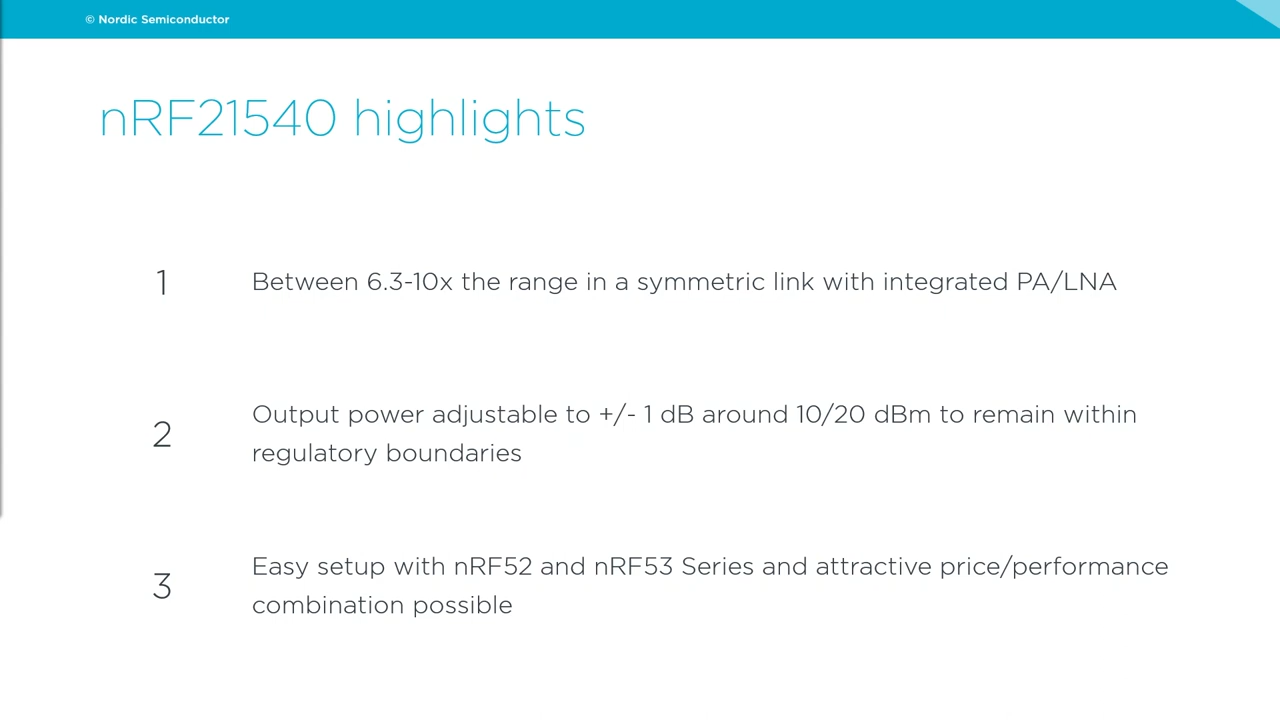 © Nordic Semiconductor
nRF21540 highlights
1
Between 6.3-10x the range in a symmetric link with integrated PA/LNA
2
Output power adjustable to +/- 1 dB around 10/20 dBm to remain within
regulatory boundaries
3
Easy setup with nRF52 and nRF53 Series and attractive price/performance
combination possible